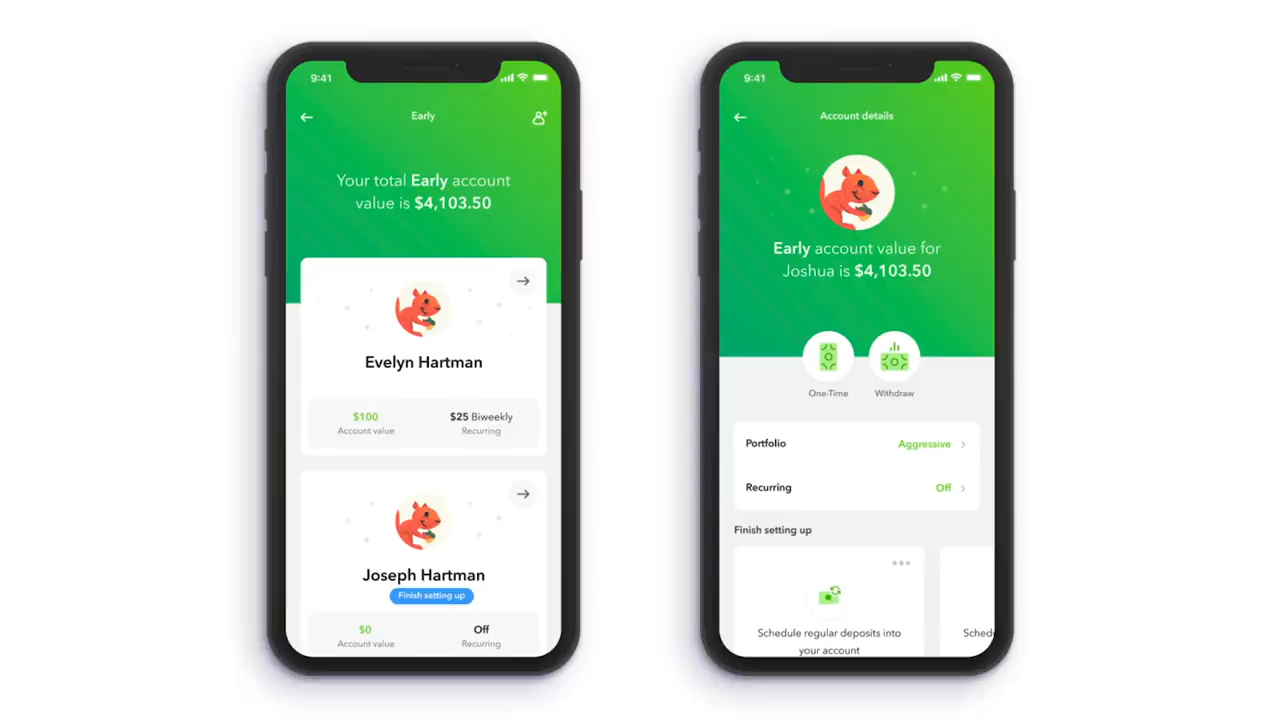 9:41
Early
Your total Early account
value is $4,103.50
Evelyn Hartman
$100
$25 Biweekly
Account value
Recurring
Joseph Hartman
Finish setting up
$0
Off
Account value
Recurring
9:41
Account details
Early account value for
Joshua is $4,103.50
One-Time
Withdraw
Portfolio
Aggressive
Recurring
Off
Finish setting up
Schedule regular deposits into
your account
Sched